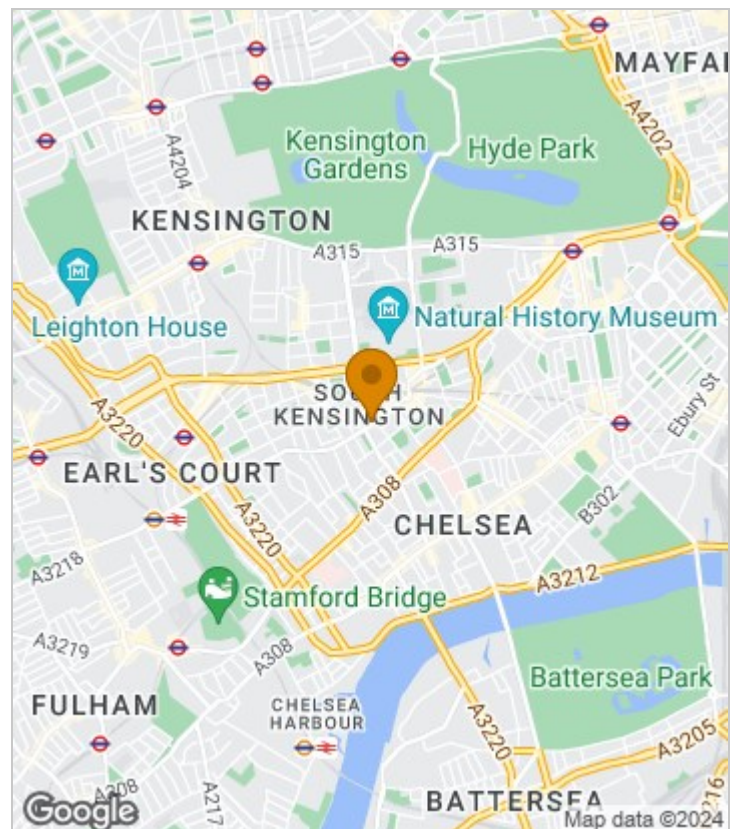 MAYFAI
A4202
A4204
Kensington
Gardens
Hyde Park
KENSINGTON
A315
A315
Leighton House
Natural History Museum
SOUTH
KENSINGTON
A3220
Ebury St
EARL'S COURT
A308
B302
CHELSEA
A3220
A3218
A3212
Stamford Bridge
A3219
A308
Battersea Park
FULHAM
CHELSEA
HARBOUR
A3220
A3205
A308
A217
BATTERSEA
3216
Google
Map data ©2024